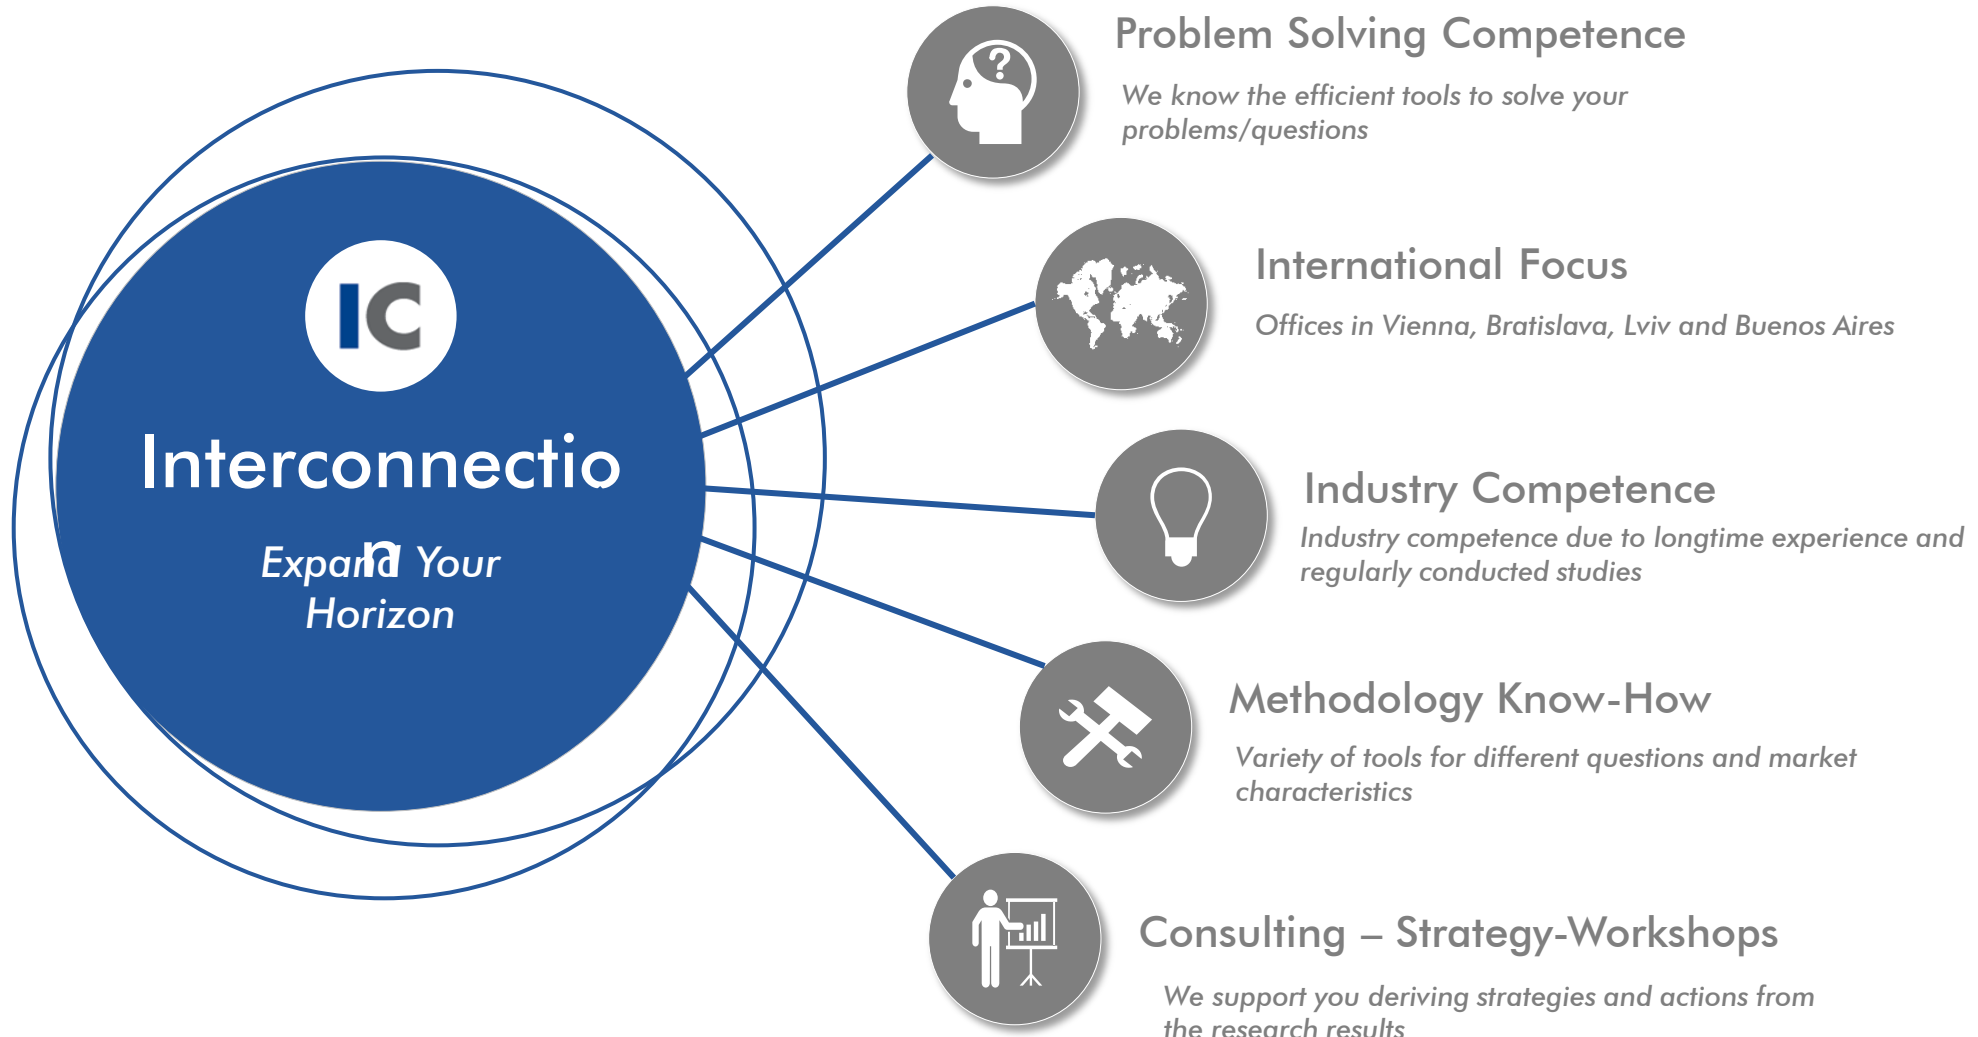 IC
Interconnectio
n
Expand Your
Horizon
Problem Solving Competence
We know the efficient tools to solve your
problems/questions
International Focus
Offices in Vienna, Bratislava, Lviv and Buenos Aires
Industry Competence
Industry competence due to longtime experience and
regularly conducted studies
Methodology Know-How
Variety of tools for different questions and market
characteristics
Consulting – Strategy-Workshops
We support you deriving strategies and actions from
the research results